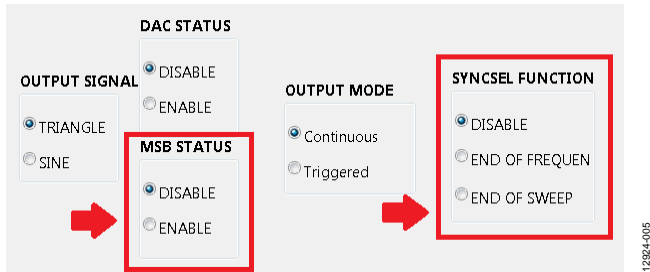 DAC STATUS
DISABLE
ENABLE
OUTPUT SIGNAL
TRIANGLE
SINE
MSB STATUS
DISABLE
ENABLE
OUTPUT MODE
Continuous
Triggered
SYNCSEL FUNCTION
DISABLE
END OF FREQUEN
END OF SWEEP
12924-005